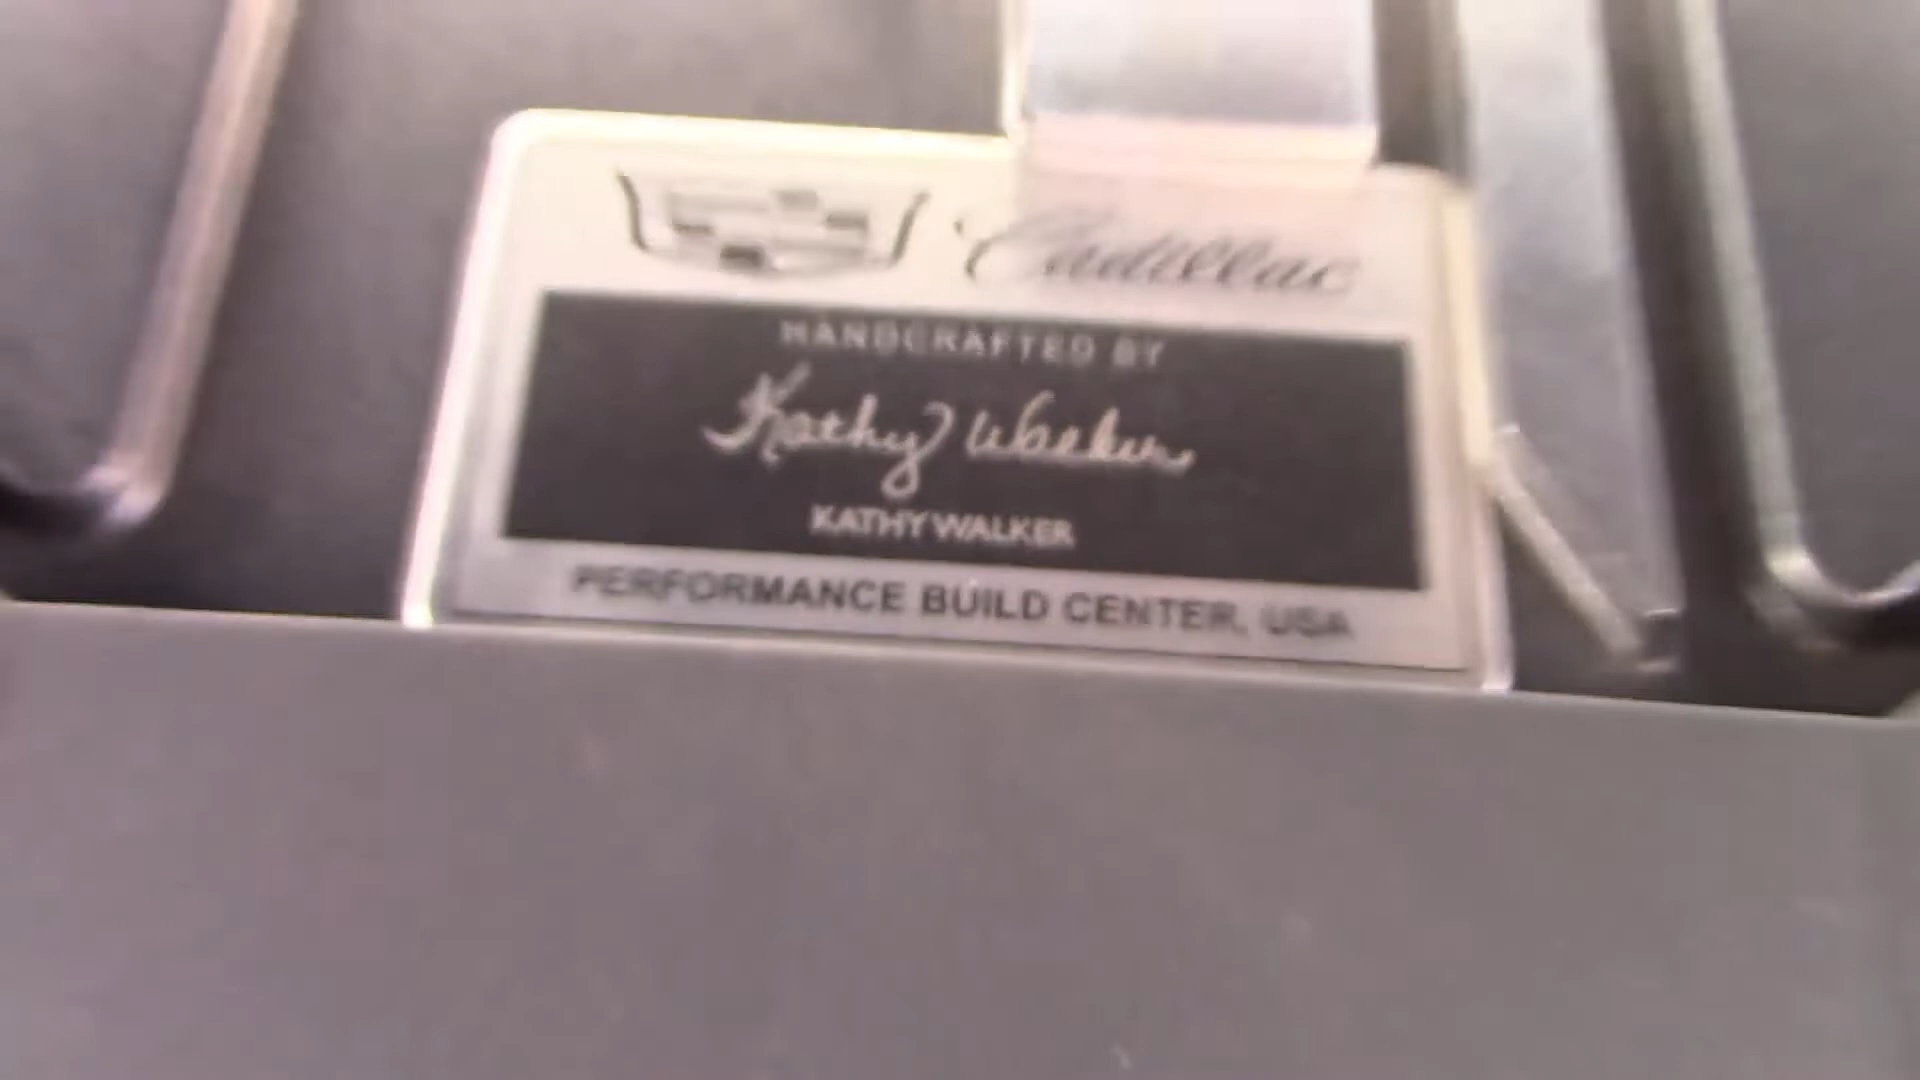 Cadillac
HANDCRAFTED BY
Kathy Walker
KATHY WALKER
PERFORMANCE BUILD CENTER, USA